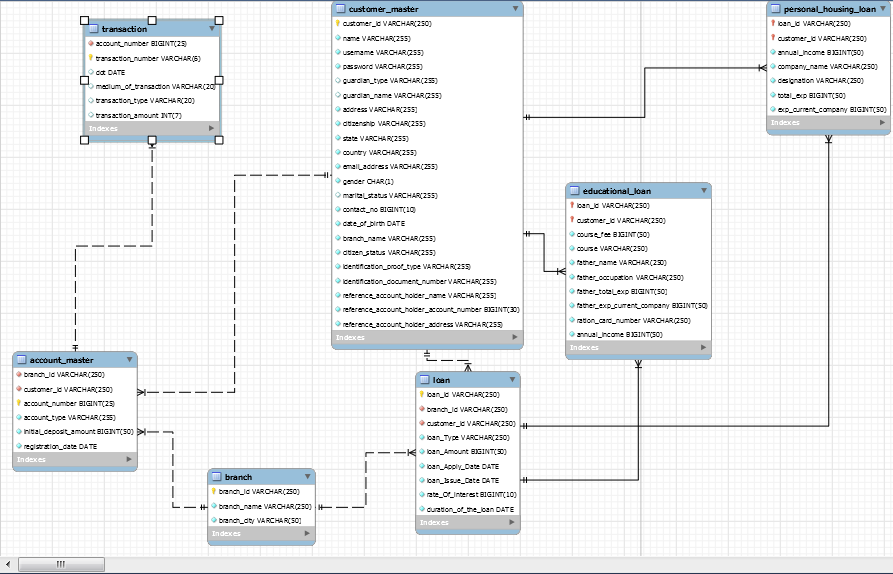 transaction
account_number BIGINT(25)
transaction_number VARCHAR(6)
dot DATE
medium_of_transaction VARCHAR(20)
transaction_type VARCHAR(20)
transaction_amount INT(7)
Indexes
customer_master
customer_id VARCHAR(250)
name VARCHAR(255)
username VARCHAR(255)
password VARCHAR(255)
guardian_type VARCHAR(255)
guardian_name VARCHAR(255)
address VARCHAR(255)
citizenship VARCHAR(255)
state VARCHAR(255)
country VARCHAR(255)
email_address VARCHAR(255)
gender CHAR(1)
marital_status VARCHAR(255)
contact_no BIGINT(10)
date_of_birth DATE
branch_name VARCHAR(255)
citizen_status VARCHAR(255)
identification_proof_type VARCHAR(255)
identification_document_number VARCHAR(255)
reference_account_holder_name VARCHAR(255)
reference_account_holder_account_number BIGINT(30)
reference_account_holder_address VARCHAR(255)
Indexes
personal_housing_loan
loan_id VARCHAR(250)
customer_id VARCHAR(250)
annual_income BIGINT(50)
company_name VARCHAR(250)
designation VARCHAR(250)
total_exp BIGINT(50)
exp_current_company BIGINT(50)
Indexes
educational_loan
loan_id VARCHAR(250)
customer_id VARCHAR(250)
course_fee BIGINT(50)
course VARCHAR(250)
father_name VARCHAR(250)
father_occupation VARCHAR(250)
father_total_exp BIGINT(50)
father_exp_current_company BIGINT(50)
ration_card_number VARCHAR(250)
annual_income BIGINT(50)
Indexes
account_master
branch_id VARCHAR(250)
customer_id VARCHAR(250)
account_number BIGINT(25)
account_type VARCHAR(255)
initial_deposit_amount BIGINT(50)
registration_date DATE
Indexes
loan
loan_id VARCHAR(250)
branch_id VARCHAR(250)
customer_id VARCHAR(250)
loan_Type VARCHAR(250)
loan_Amount BIGINT(50)
loan_Apply_Date DATE
loan_Issue_Date DATE
rate_Of_Interest BIGINT(10)
duration_of_the_loan DATE
Indexes
branch
branch_id VARCHAR(250)
branch_name VARCHAR(250)
branch_city VARCHAR(50)
Indexes